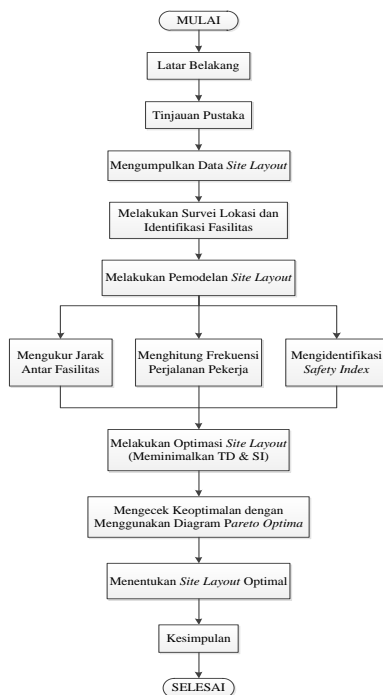 MULAI
Latar Belakang
Tinjauan Pustaka
Mengumpulkan Data Site Layout
Melakukan Survei Lokasi dan
Identifikasi Fasilitas
Melakukan Pemodelan Site Layout
Mengukur Jarak
Antar Fasilitas
Menghitung Frekuensi
Perjalanan Pekerja
Mengidentifikasi
Safety Index
Melakukan Optimasi Site Layout
(Meminimalkan TD & SI)
Mengecek Keoptimalan dengan
Menggunakan Diagram Pareto Optima
Menentukan Site Layout Optimal
Kesimpulan
SELESAI